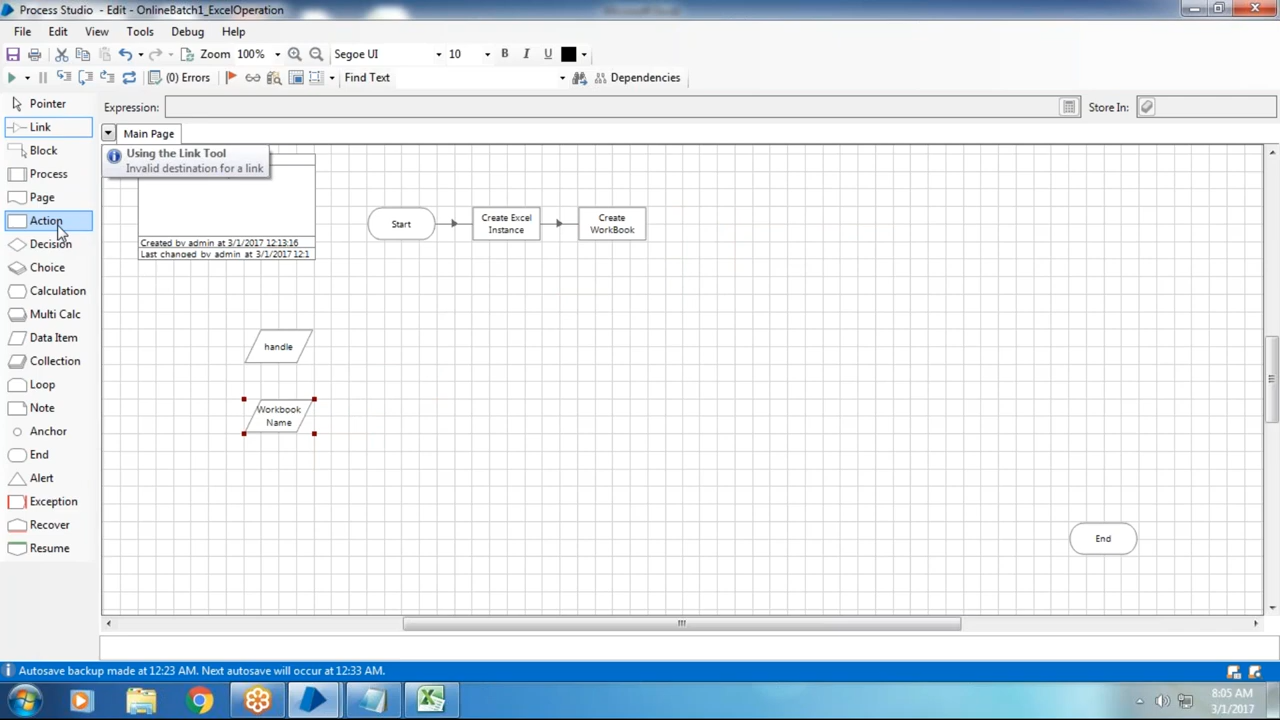 Process Studio - Edit - OnlineBatch1_ExcelOperation
File Edit View Tools Debug Help
Zoom 100% Segoe UI 10 B I U
(0) Errors Find Text Dependencies
Pointer
Expression: Store In:
Link
Main Page
Using the Link Tool
Invalid destination for a link
Block
Process
Page
Action
Decision
Choice
Calculation
Multi Calc
Data Item
Collection
Loop
Note
Anchor
End
Alert
Exception
Recover
Resume
Created by admin at 3/1/2017 12:13:16
Last changed by admin at 3/1/2017 12:1
Start
Create Excel
Instance
Create
WorkBook
handle
Workbook
Name
End
Autosave backup made at 12:23 AM. Next autosave will occur at 12:33 AM.
8:05 AM
3/1/2017